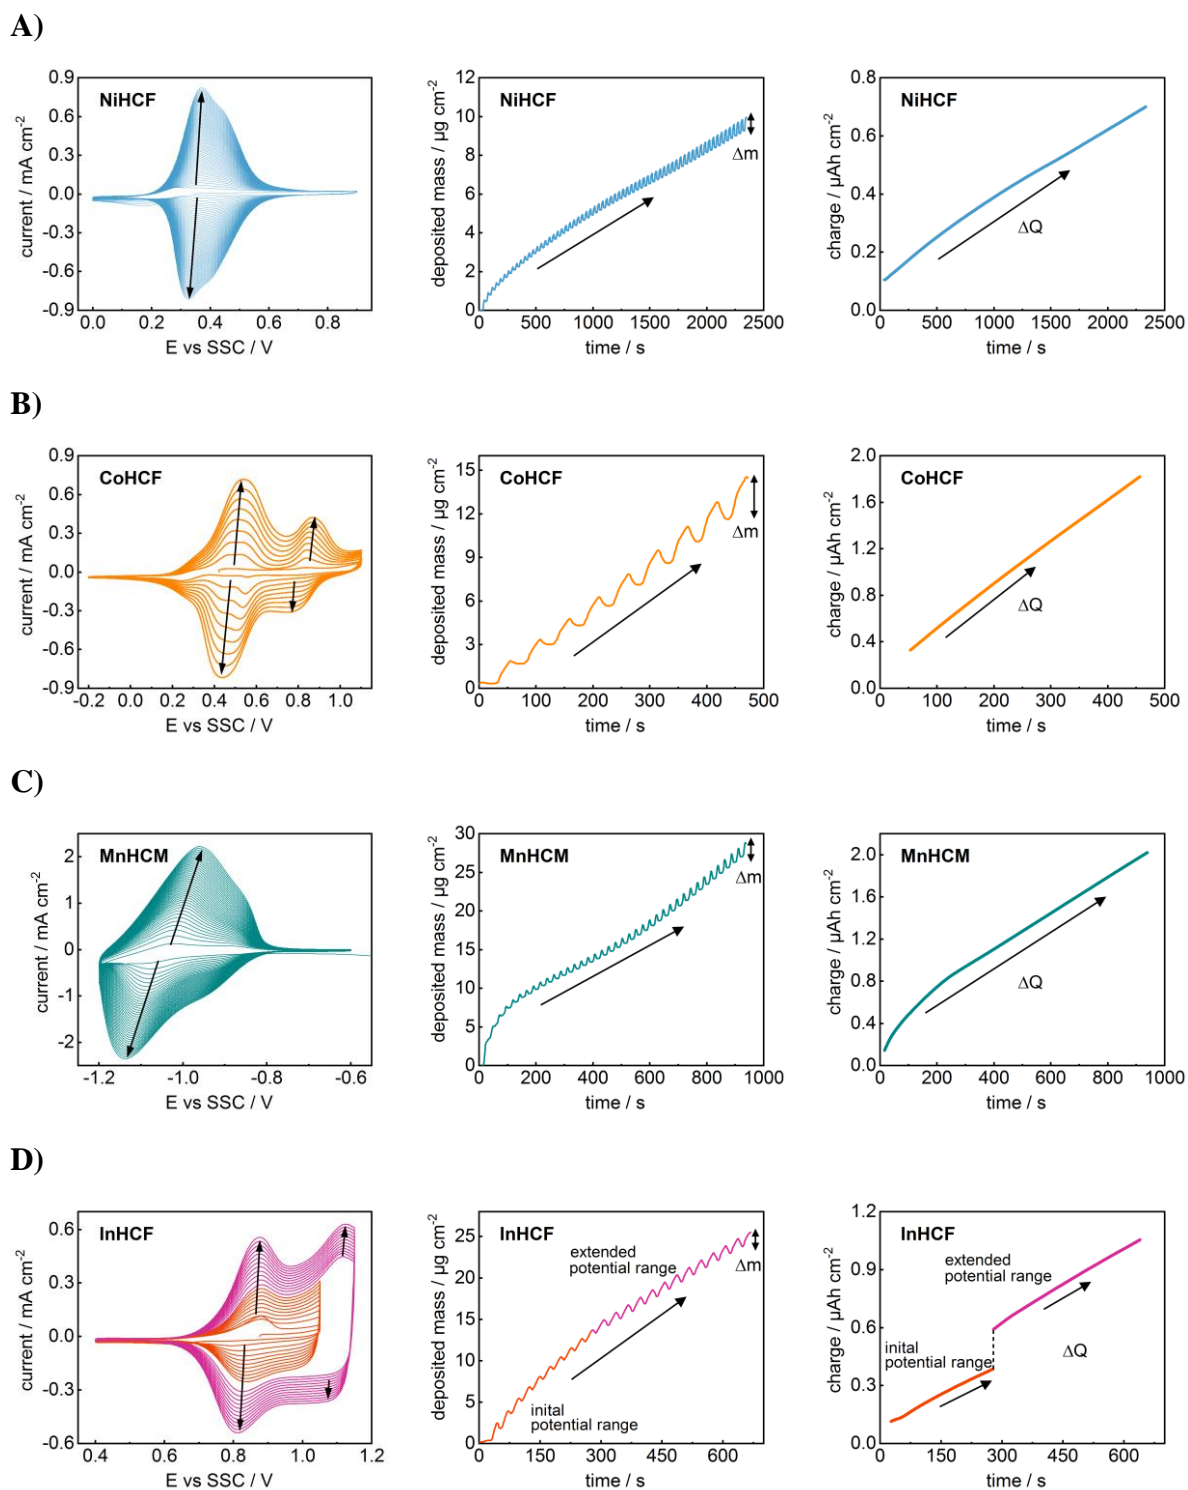 A)
NiHCF
current / mA cm-2
0.9
0.6
0.3
0.0
-0.3
-0.6
-0.9
0.0 0.2 0.4 0.6 0.8
E vs SSC / V
NiHCF
deposited mass / µg cm-2
12
10
8
6
4
2
0
Δm
0 500 1000 1500 2000 2500
time / s
NiHCF
charge / µAh cm-2
0.8
0.6
0.4
0.2
0.0
ΔQ
0 500 1000 1500 2000 2500
time / s
B)
CoHCF
current / mA cm-2
0.9
0.6
0.3
0.0
-0.3
-0.6
-0.9
-0.2 0.0 0.2 0.4 0.6 0.8 1.0
E vs SSC / V
CoHCF
deposited mass / µg cm-2
15
12
9
6
3
0
Δm
0 100 200 300 400 500
time / s
CoHCF
charge / µAh cm-2
2.0
1.6
1.2
0.8
0.4
0.0
ΔQ
0 100 200 300 400 500
time / s
C)
MnHCM
current / mA cm-2
2
1
0
-1
-2
-1.2 -1.0 -0.8 -0.6
E vs SSC / V
MnHCM
deposited mass / µg cm-2
30
25
20
15
10
5
0
Δm
0 200 400 600 800 1000
time / s
MnHCM
charge / µAh cm-2
2.0
1.6
1.2
0.8
0.4
0.0
ΔQ
0 200 400 600 800 1000
time / s
D)
InHCF
current / mA cm-2
0.6
0.3
0.0
-0.3
-0.6
0.4 0.6 0.8 1.0 1.2
E vs SSC / V
InHCF
deposited mass / µg cm-2
25
20
15
10
5
0
extended
potential range
Δm
inital
potential range
0 150 300 450 600
time / s
InHCF
charge / µAh cm-2
1.2
0.9
0.6
0.3
0.0
extended
potential range
inital
potential range
ΔQ
0 150 300 450 600
time / s